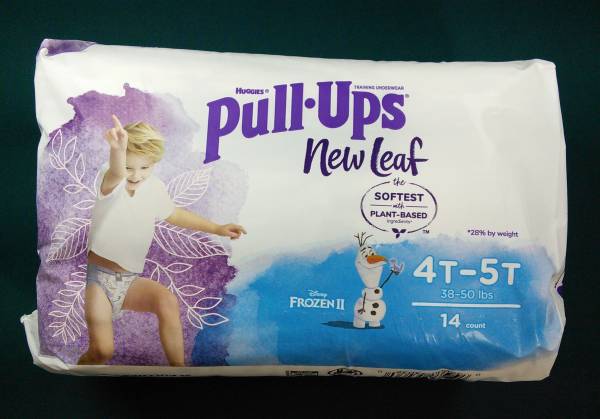 HUGGIES® TRAINING UNDERWEAR
Pull·Ups®
New Leaf
the
SOFTEST
with
PLANT-BASED
ingredients*
TM
*28% by weight
Disney
FROZEN II
4T-5T
38-50 lbs
14 count